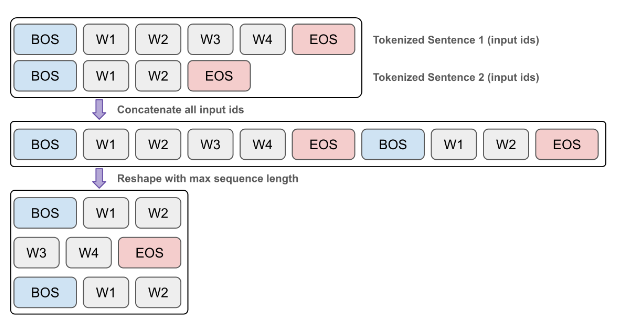 BOS W1 W2 W3 W4 EOS Tokenized Sentence 1 (input ids)
BOS W1 W2 EOS Tokenized Sentence 2 (input ids)
Concatenate all input ids
BOS W1 W2 W3 W4 EOS BOS W1 W2 EOS
Reshape with max sequence length
BOS W1 W2
W3 W4 EOS
BOS W1 W2